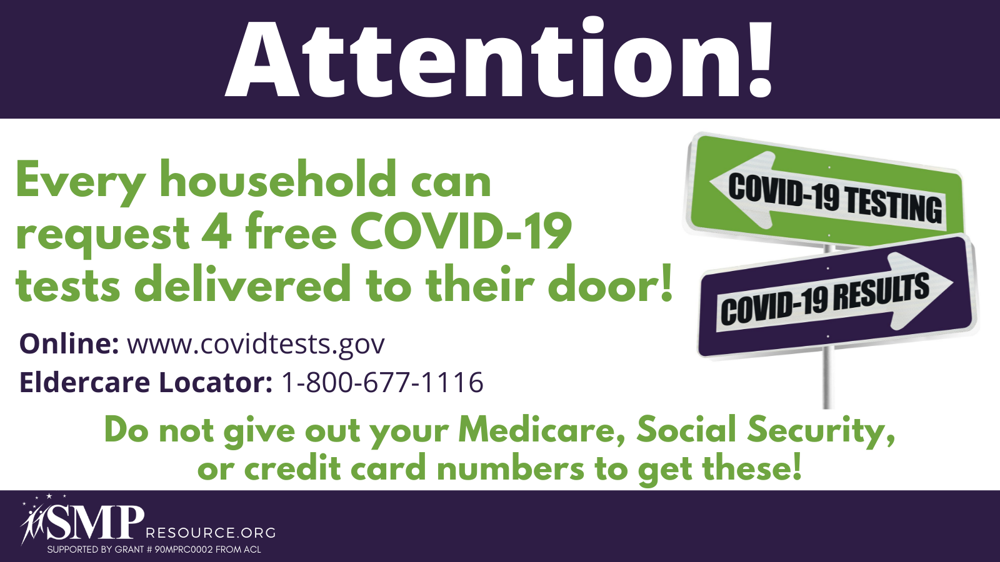 Attention!
Every household can
request 4 free COVID-19
tests delivered to their door!
COVID-19 TESTING
COVID-19 RESULTS
Online: www.covidtests.gov
Eldercare Locator: 1-800-677-1116
Do not give out your Medicare, Social Security,
or credit card numbers to get these!
SMP RESOURCE.ORG
SUPPORTED BY GRANT # 90MPRC0002 FROM ACL